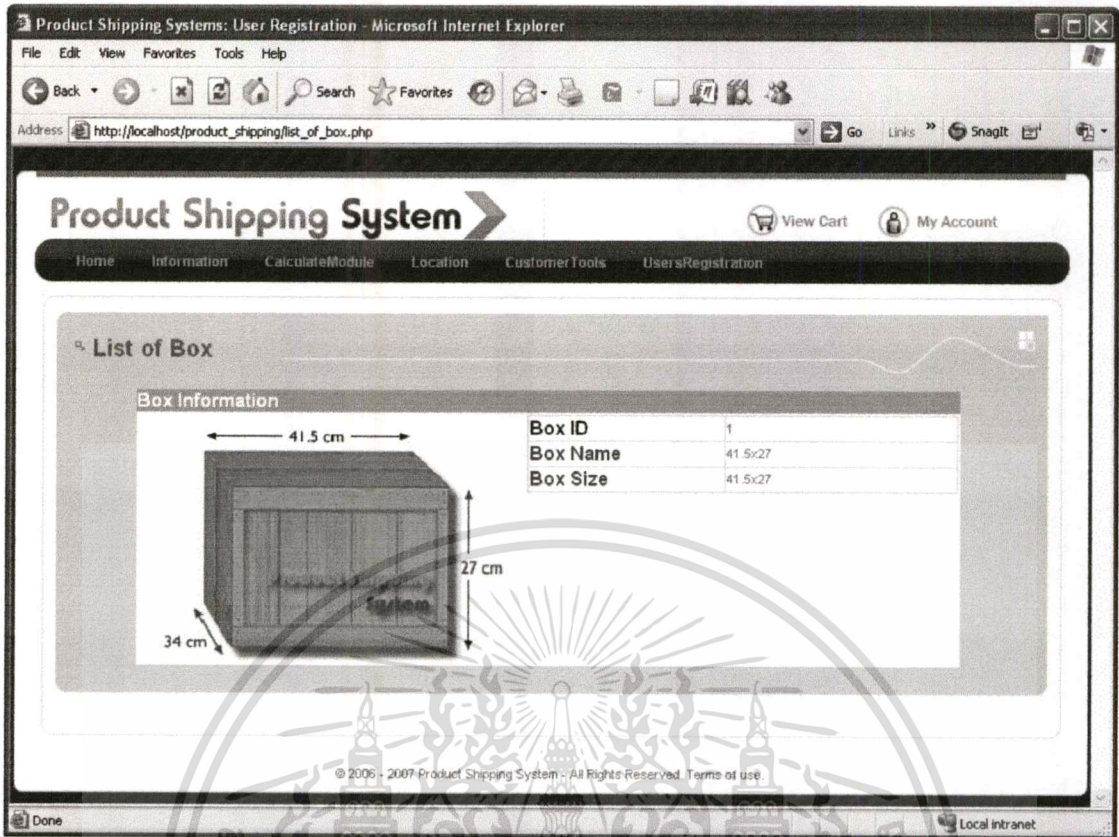 Product Shipping Systems: User Registration - Microsoft Internet Explorer
File Edit View Favorites Tools Help
Back Search Favorites
Address http://localhost/product_shipping/list_of_box.php Go Links » SnagIt
Product Shipping System
View Cart My Account
Home Information CalculateModule Location CustomerTools UsersRegistration
List of Box
Box Information
41.5 cm
Box ID 1
Box Name 41.5x27
Box Size 41.5x27
27 cm
System
34 cm
© 2006 - 2007 Product Shipping System - All Rights Reserved. Terms of use.
Done Local intranet